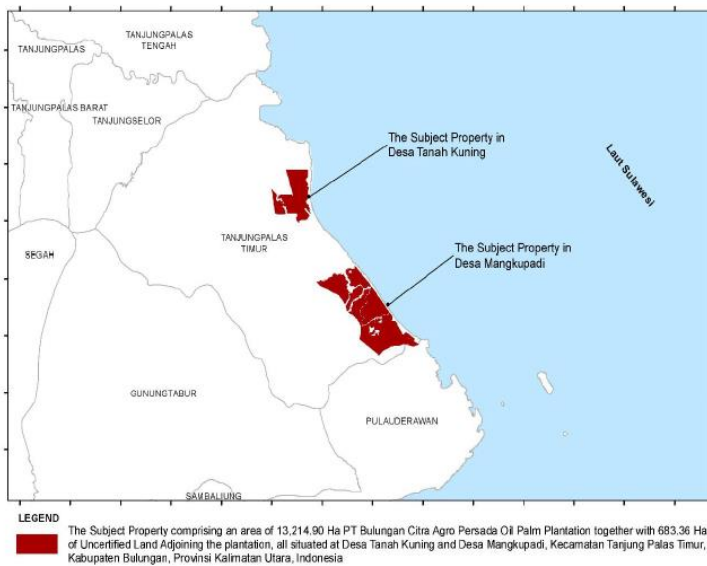 TANJUNGPALAS
TENGAH
TANJUNGPALAS
TANJUNGPALAS BARAT
TANJUNGSELOR
The Subject Property in
Desa Tanah Kuning
Laut Sulawesi
TANJUNGPALAS
TIMUR
SEGAH
The Subject Property in
Desa Mangkupadi
GUNUNGTABUR
PULAUDERAWAN
SAMBALIUNG
LEGEND
The Subject Property comprising an area of 13,214.90 Ha PT Bulungan Citra Agro Persada Oil Palm Plantation together with 683.36 Ha
of Uncertified Land Adjoining the plantation, all situated at Desa Tanah Kuning and Desa Mangkupadi, Kecamatan Tanjung Palas Timur,
Kabupaten Bulungan, Provinsi Kalimatan Utara, Indonesia